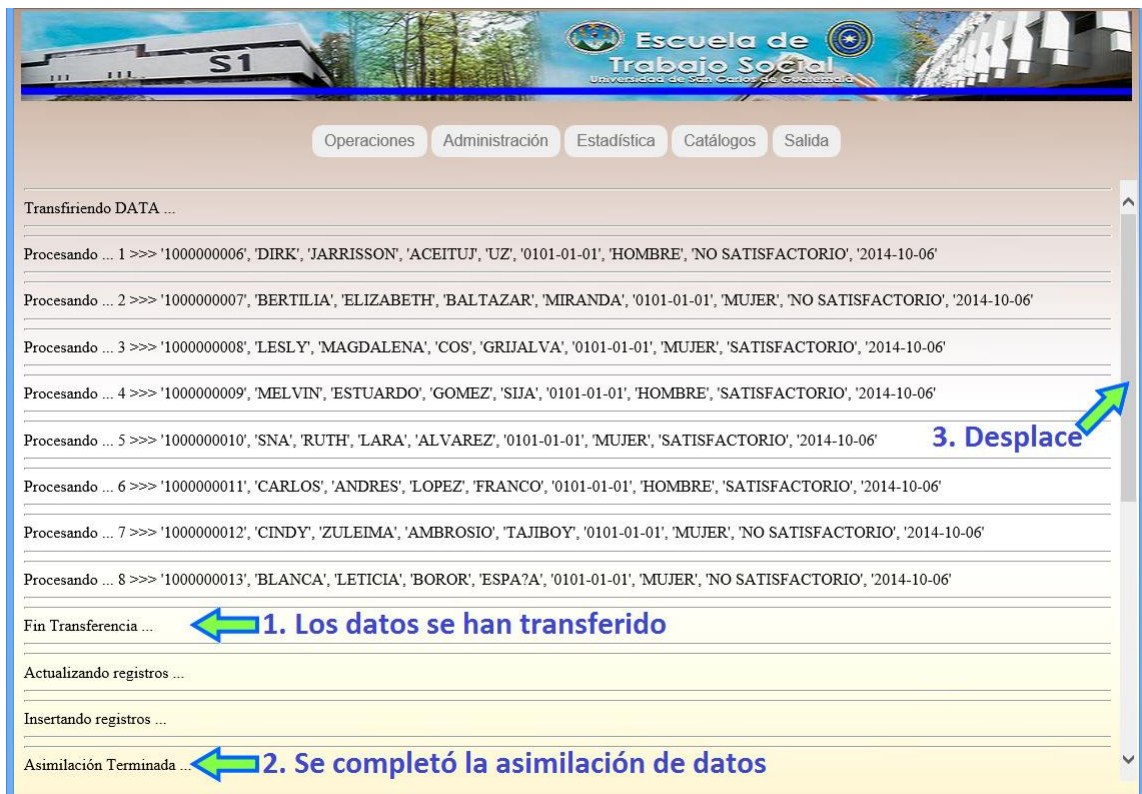 S1
Escuela de
Trabajo Social
Universidad de San Carlos de Guatemala
Operaciones Administración Estadística Catálogos Salida
Transfiriendo DATA ...
Procesando ... 1 >>> '1000000006', 'DIRK', 'JARRISSON', 'ACEITUJ', 'UZ', '0101-01-01', 'HOMBRE', 'NO SATISFACTORIO', '2014-10-06'
Procesando ... 2 >>> '1000000007', 'BERTILIA', 'ELIZABETH', 'BALTAZAR', 'MIRANDA', '0101-01-01', 'MUJER', 'NO SATISFACTORIO', '2014-10-06'
Procesando ... 3 >>> '1000000008', 'LESLY', 'MAGDALENA', 'COS', 'GRIJALVA', '0101-01-01', 'MUJER', 'SATISFACTORIO', '2014-10-06'
Procesando ... 4 >>> '1000000009', 'MELVIN', 'ESTUARDO', 'GOMEZ', 'SIJA', '0101-01-01', 'HOMBRE', 'SATISFACTORIO', '2014-10-06'
Procesando ... 5 >>> '1000000010', 'SNA', 'RUTH', 'LARA', 'ALVAREZ', '0101-01-01', 'MUJER', 'SATISFACTORIO', '2014-10-06'
3. Desplace
Procesando ... 6 >>> '1000000011', 'CARLOS', 'ANDRES', 'LOPEZ', 'FRANCO', '0101-01-01', 'HOMBRE', 'SATISFACTORIO', '2014-10-06'
Procesando ... 7 >>> '1000000012', 'CINDY', 'ZULEIMA', 'AMBROSIO', 'TAJIBOY', '0101-01-01', 'MUJER', 'NO SATISFACTORIO', '2014-10-06'
Procesando ... 8 >>> '1000000013', 'BLANCA', 'LETICIA', 'BOROR', 'ESPA?A', '0101-01-01', 'MUJER', 'NO SATISFACTORIO', '2014-10-06'
Fin Transferencia ... 1. Los datos se han transferido
Actualizando registros ...
Insertando registros ...
Asimilación Terminada ... 2. Se completó la asimilación de datos